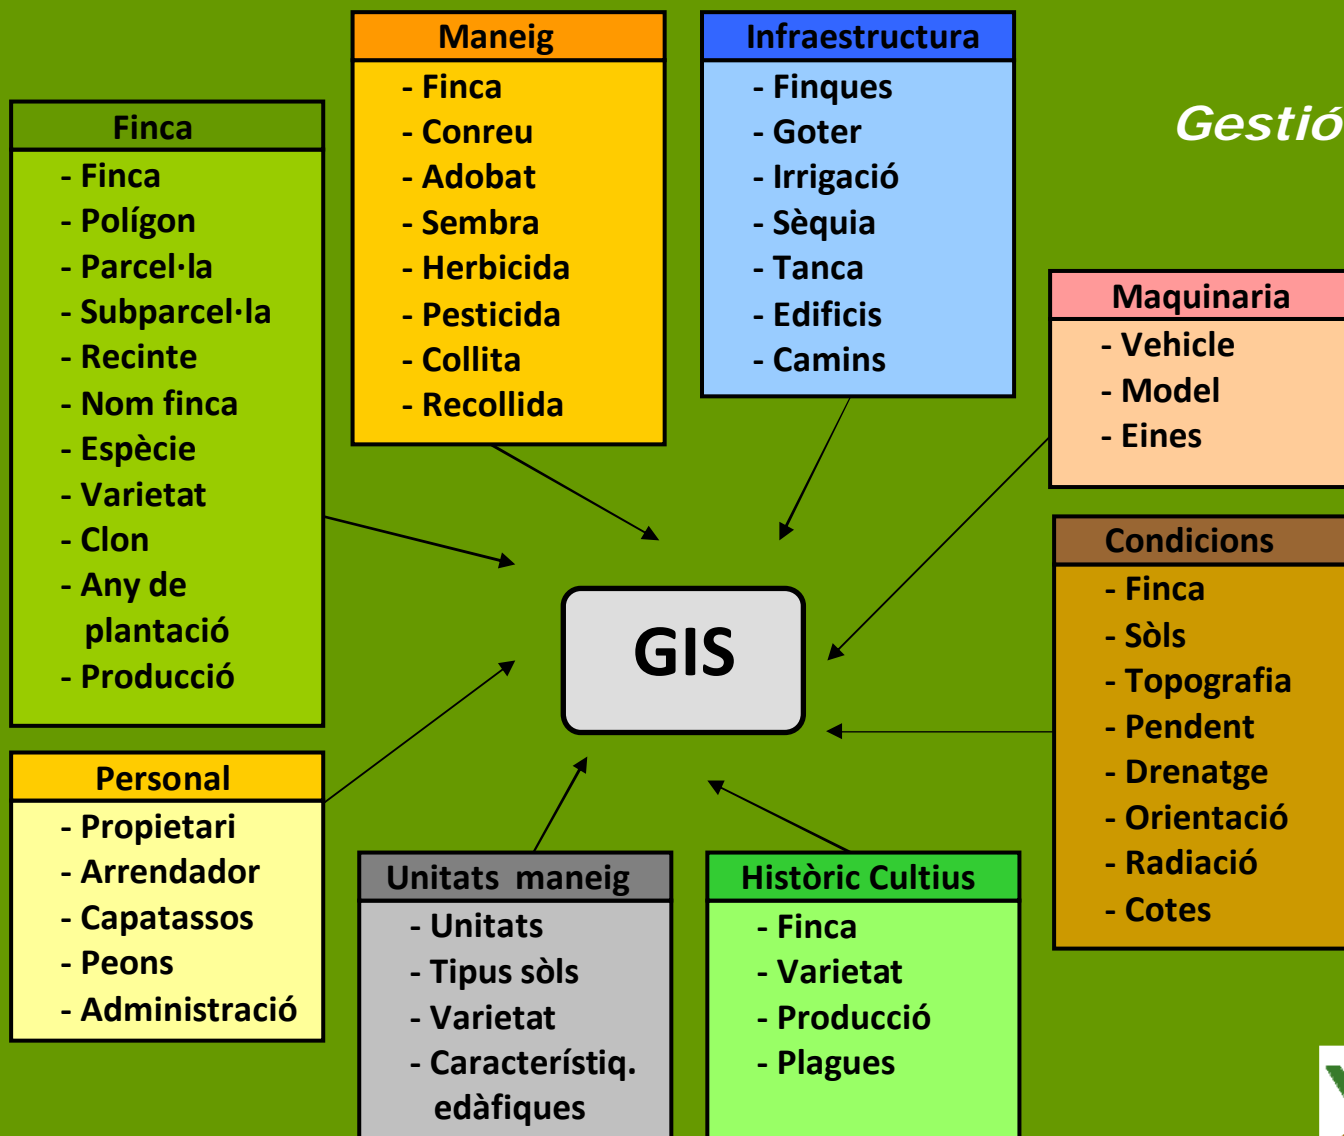 Maneig
- Finca
- Conreu
- Adobat
- Sembra
- Herbicida
- Pesticida
- Collita
- Recollida
Infraestructura
- Finques
- Goter
- Irrigació
- Sèquia
- Tanca
- Edificis
- Camins
Gestió
Finca
- Finca
- Polígon
- Parcel·la
- Subparcel·la
- Recinte
- Nom finca
- Espècie
- Varietat
- Clon
- Any de
plantació
- Producció
Maquinaria
- Vehicle
- Model
- Eines
GIS
Condicions
- Finca
- Sòls
- Topografia
- Pendent
- Drenatge
- Orientació
- Radiació
- Cotes
Personal
- Propietari
- Arrendador
- Capatassos
- Peons
- Administració
Unitats maneig
- Unitats
- Tipus sòls
- Varietat
- Característiq.
edàfiques
Històric Cultius
- Finca
- Varietat
- Producció
- Plagues